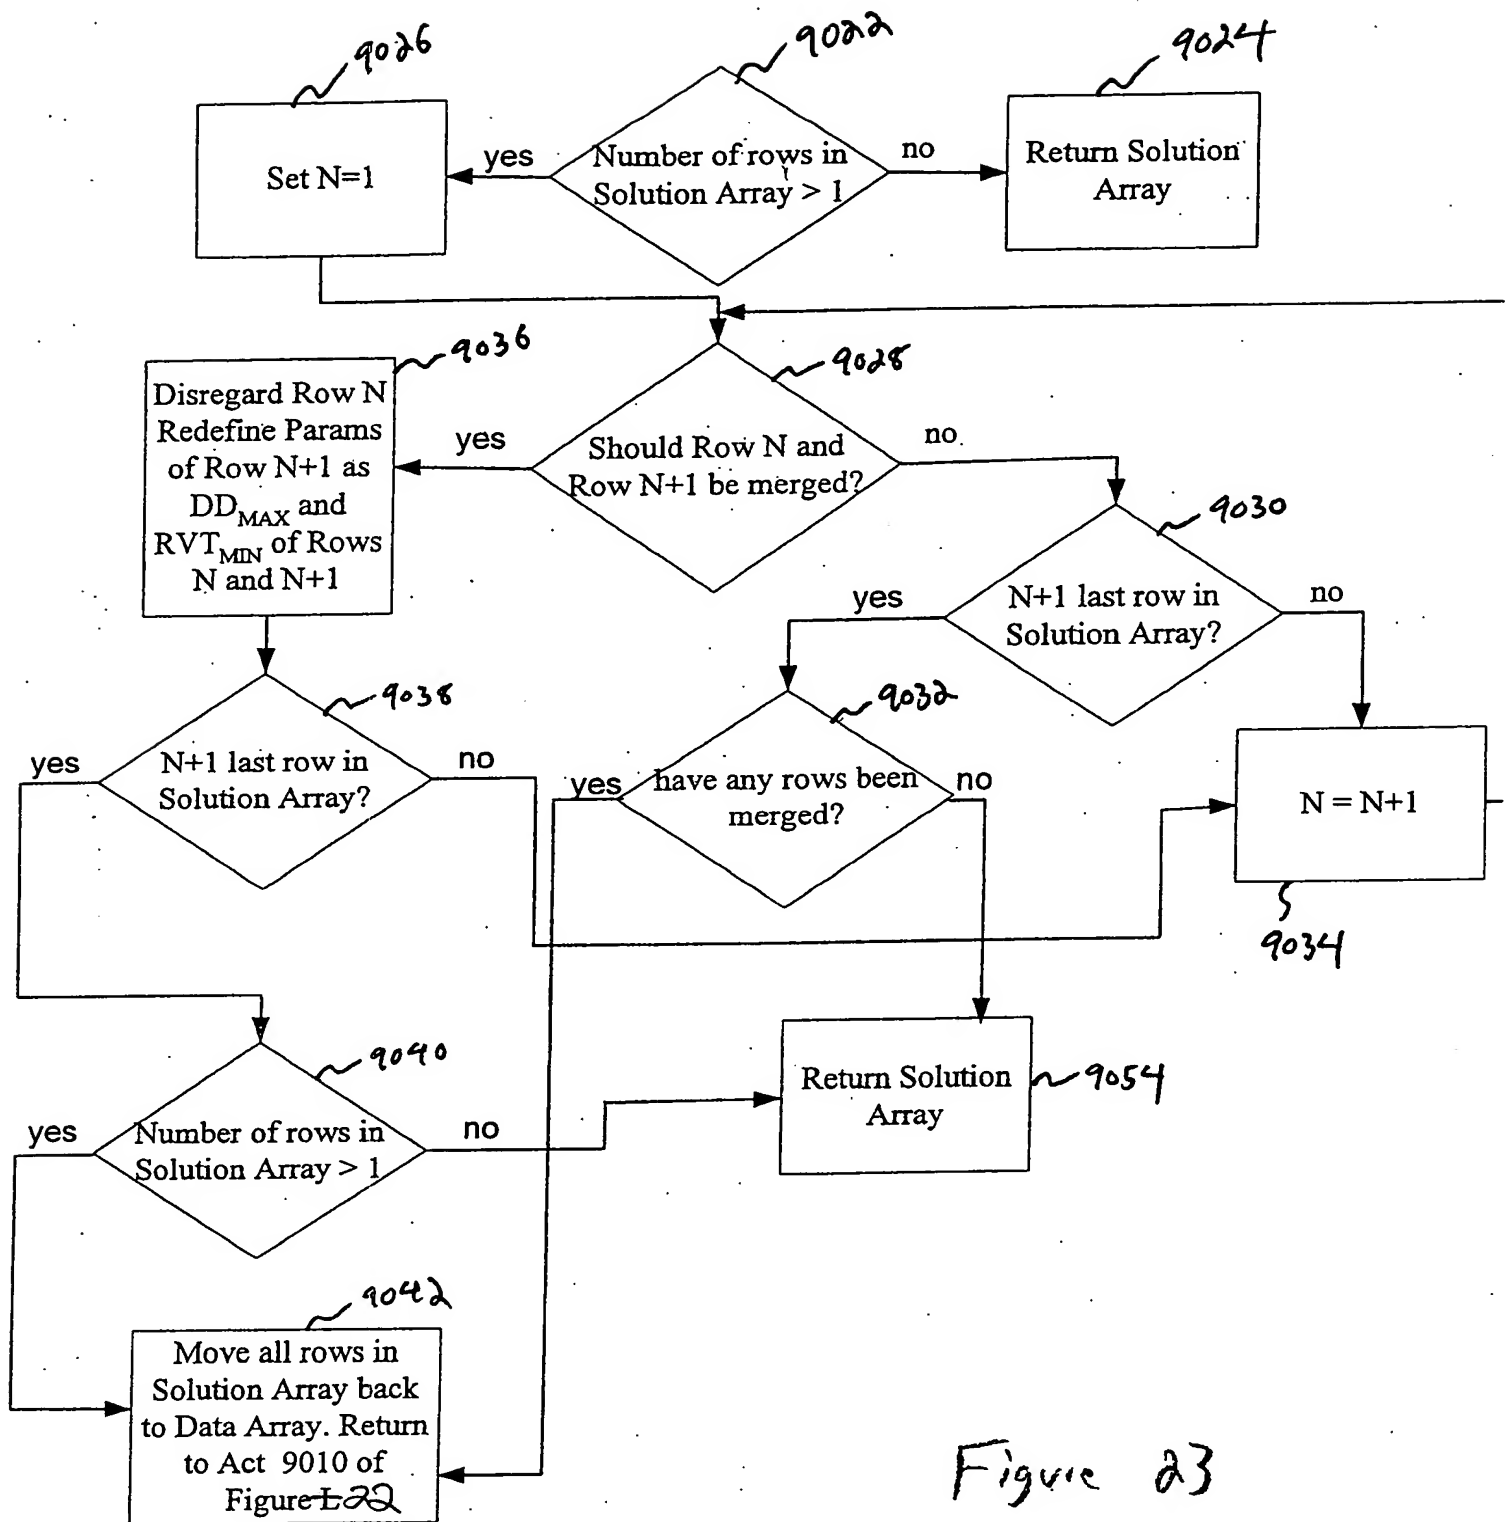 9026
9022
9024
Set N=1
yes
Number of rows in
Solution Array > 1
no
Return Solution
Array
9036
9028
Disregard Row N
Redefine Params
of Row N+1 as
DD_MAX and
RVT_MIN of Rows
N and N+1
yes
Should Row N and
Row N+1 be merged?
no
9030
yes
N+1 last row in
Solution Array?
no
9038
9032
yes
N+1 last row in
Solution Array?
no
yes
have any rows been
merged?
no
N = N+1
9034
9040
yes
Number of rows in
Solution Array > 1
no
Return Solution
Array
9054
9042
Move all rows in
Solution Array back
to Data Array. Return
to Act 9010 of
Figure 22
Figure 23